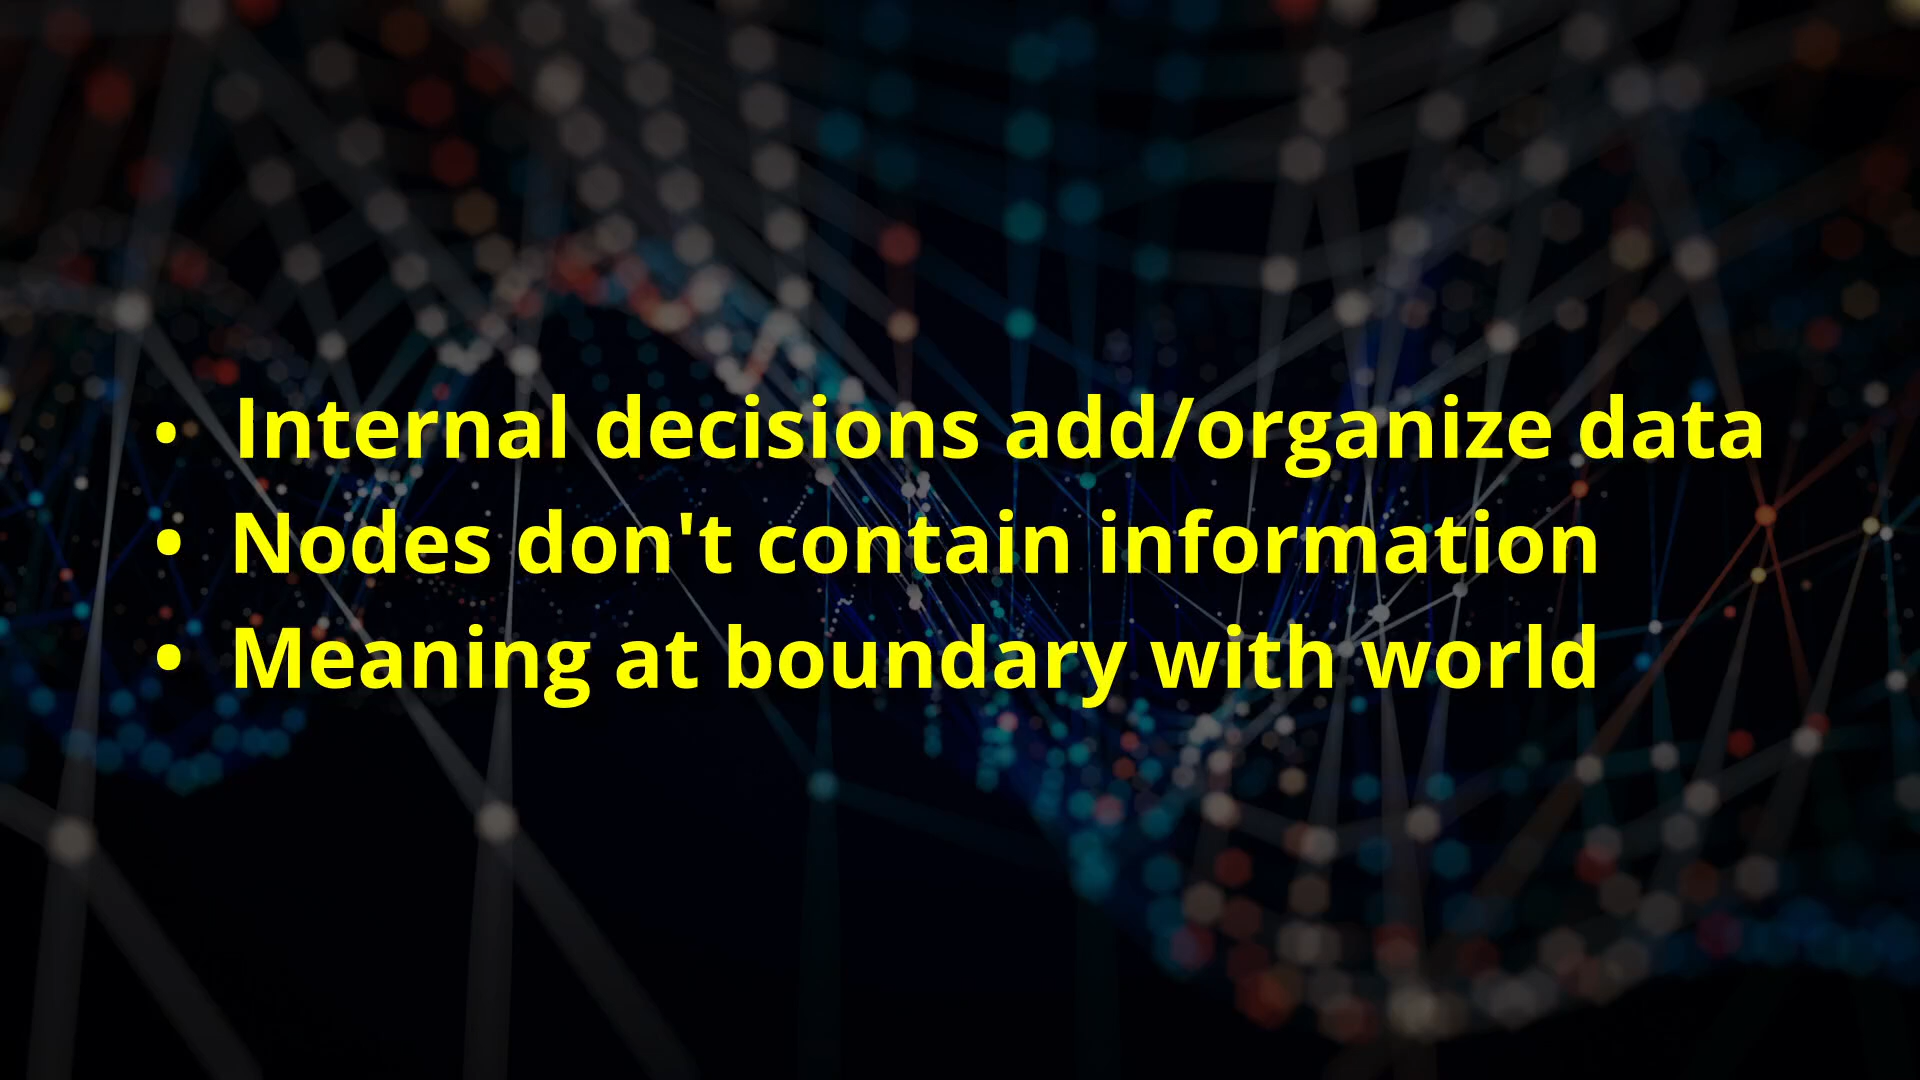 • Internal decisions add/organize data
• Nodes don't contain information
• Meaning at boundary with world